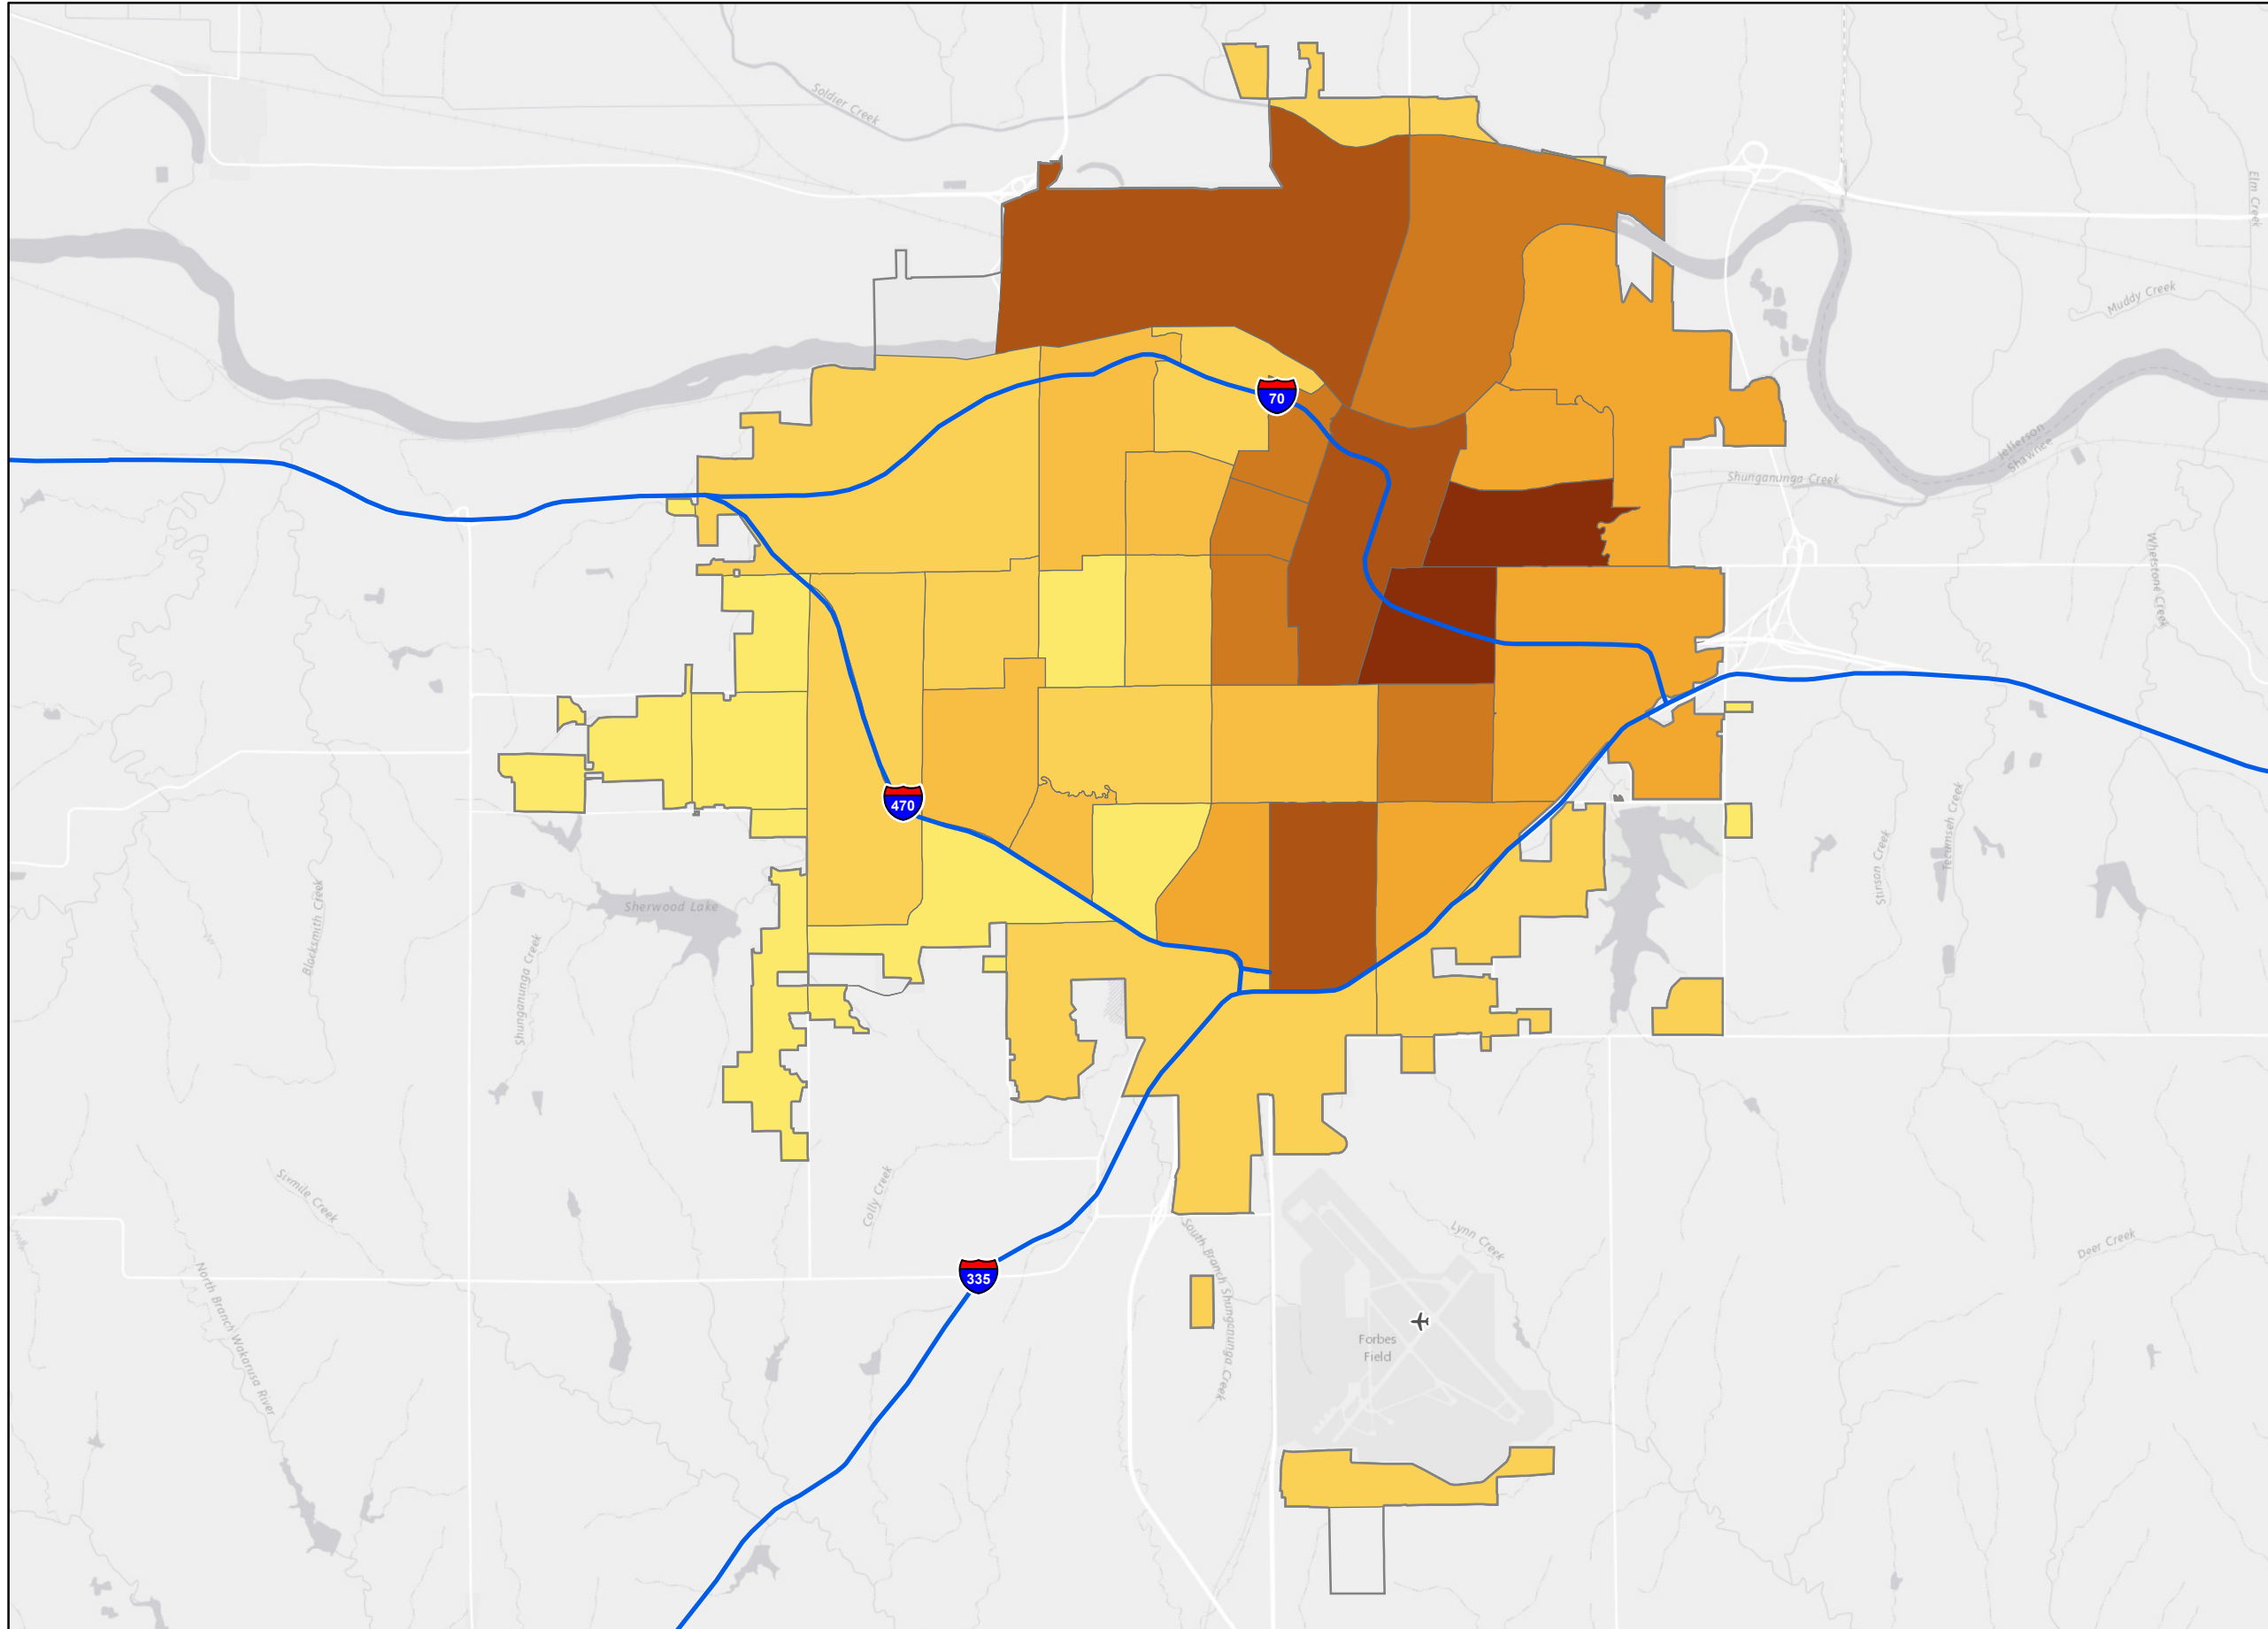 Soldier Creek
Elm Creek
Muddy Creek
70
Jefferson
Shawnee
Shunganunga Creek
Whetstone Creek
470
Tecumseh Creek
Stinson Creek
Blacksmith Creek
Sherwood Lake
Shunganunga Creek
Sixmile Creek
Colly Creek
South Branch Shunganunga Creek
Lynn Creek
Deer Creek
North Branch Wakarusa River
335
Forbes
Field